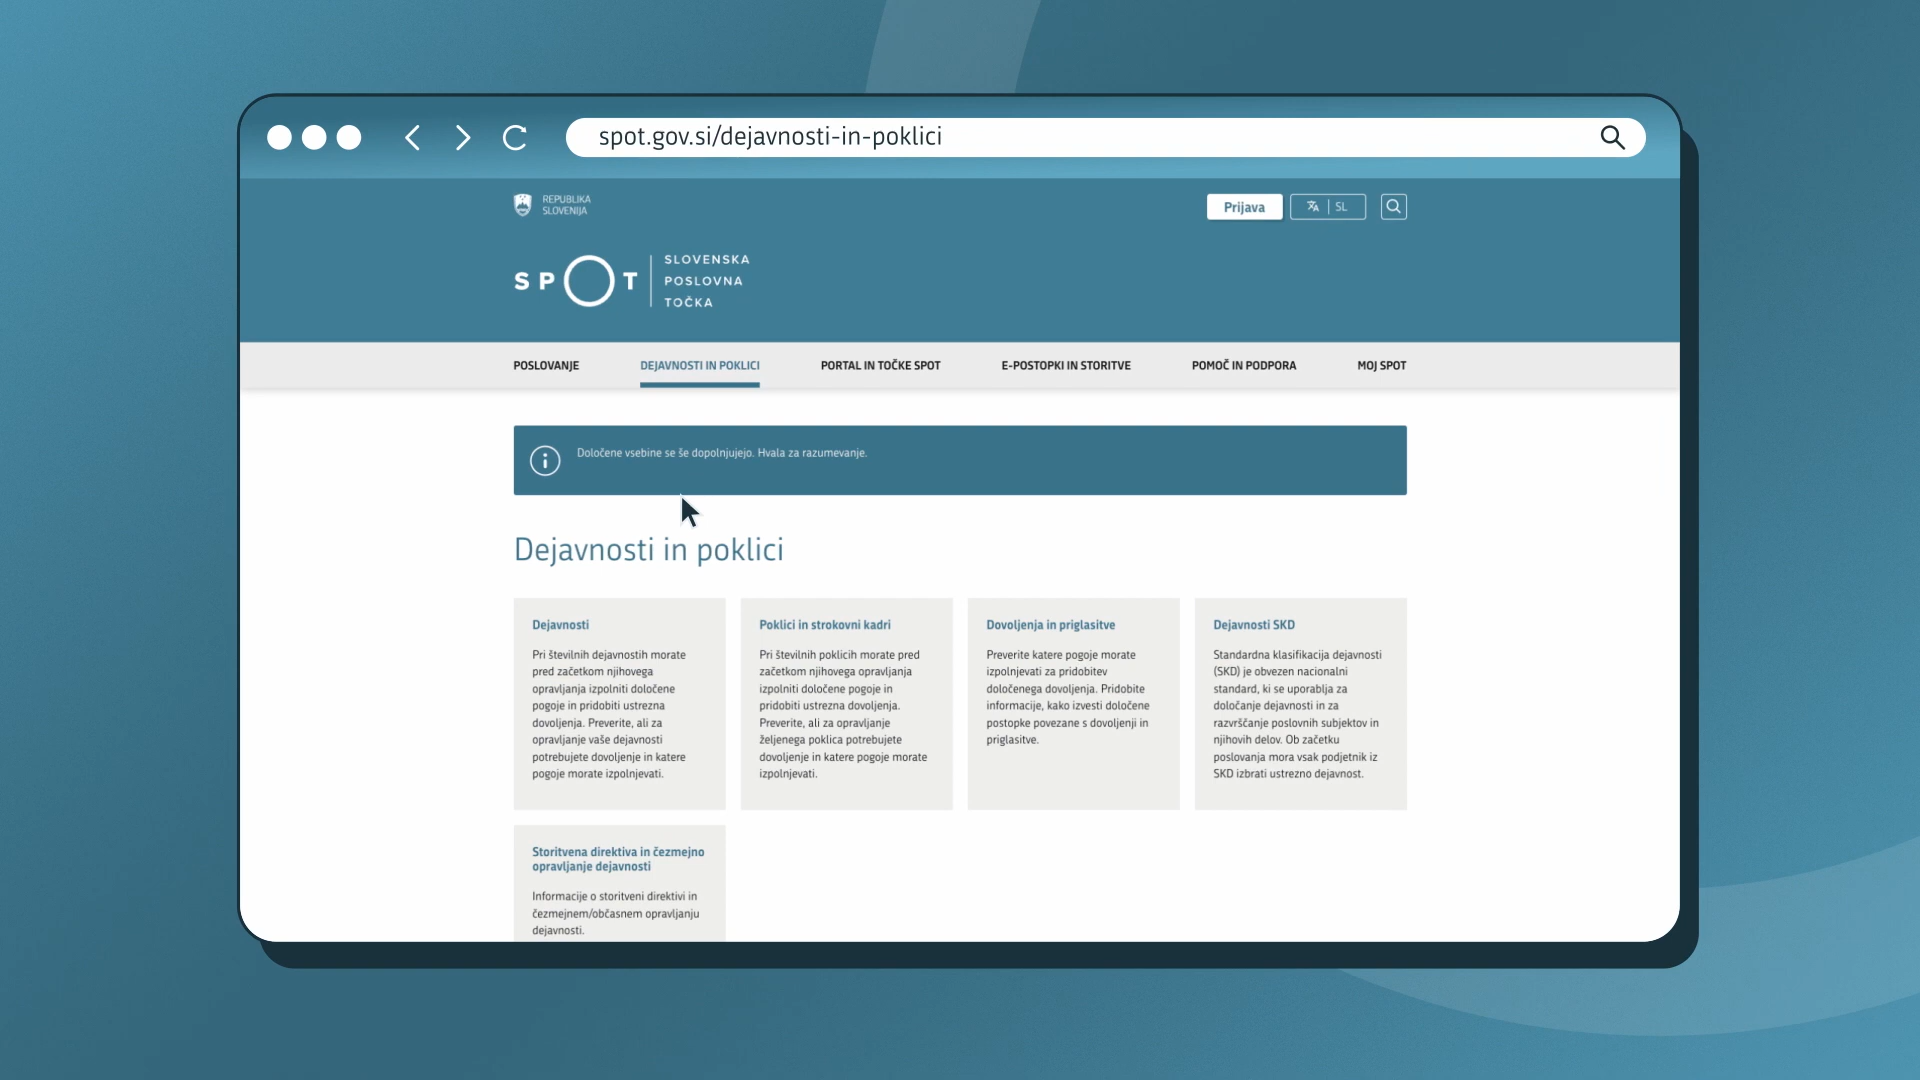 spot.gov.si/dejavnosti-in-poklici
REPUBLIKA
SLOVENIJA
Prijava
SL
SPOT
SLOVENSKA
POSLOVNA
TOČKA
POSLOVANJE
DEJAVNOSTI IN POKLICI
PORTAL IN TOČKE SPOT
E-POSTOPKI IN STORITVE
POMOČ IN PODPORA
MOJ SPOT
Določene vsebine se še dopolnjujejo. Hvala za razumevanje.
Dejavnosti in poklici
Dejavnosti
Pri številnih dejavnostih morate
pred začetkom njihovega
opravljanja izpolniti določene
pogoje in pridobiti ustrezna
dovoljenja. Preverite, ali za
opravljanje vaše dejavnosti
potrebujete dovoljenje in katere
pogoje morate izpolnjevati.
Poklici in strokovni kadri
Pri številnih poklicih morate pred
začetkom njihovega opravljanja
izpolniti določene pogoje in
pridobiti ustrezna dovoljenja.
Preverite, ali za opravljanje
željenega poklica potrebujete
dovoljenje in katere pogoje morate
izpolnjevati.
Dovoljenja in priglasitve
Preverite katere pogoje morate
izpolnjevati za pridobitev
določenega dovoljenja. Pridobite
informacije, kako izvesti določene
postopke povezane s dovoljenji in
priglasitve.
Dejavnosti SKD
Standardna klasifikacija dejavnosti
(SKD) je obvezen nacionalni
standard, ki se uporablja za
določanje dejavnosti in za
razvrščanje poslovnih subjektov in
njihovih delov. Ob začetku
poslovanja mora vsak podjetnik iz
SKD izbrati ustrezno dejavnost.
Storitvena direktiva in čezmejno
opravljanje dejavnosti
Informacije o storitveni direktivi in
čezmejnem/občasnem opravljanju
dejavnosti.